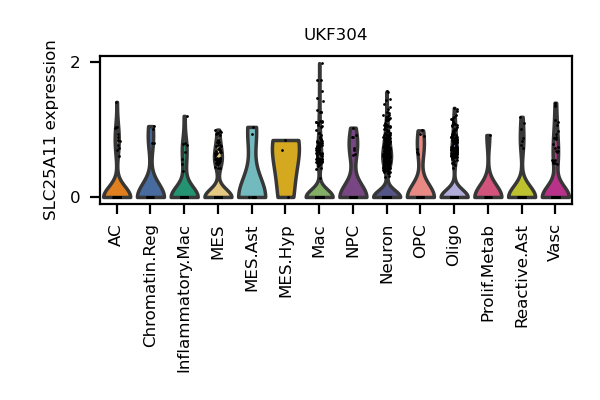 UKF304
SLC25A11 expression
2
0
AC
Chromatin.Reg
Inflammatory.Mac
MES
MES.Ast
MES.Hyp
Mac
NPC
Neuron
OPC
Oligo
Prolif.Metab
Reactive.Ast
Vasc